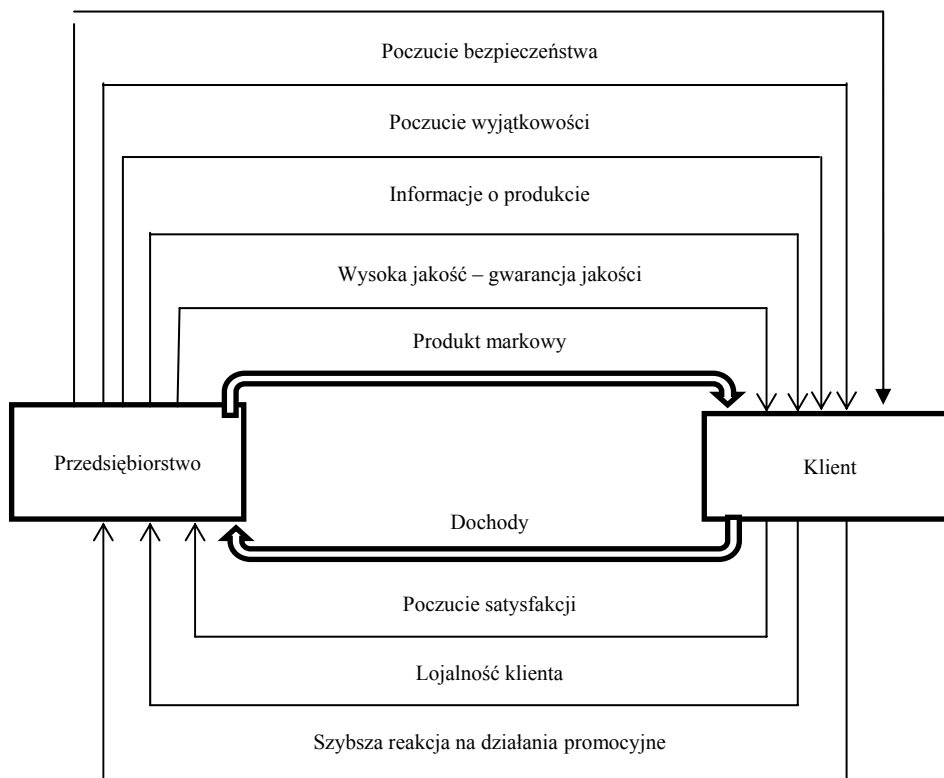 Poczucie bezpieczeństwa
Poczucie wyjątkowości
Informacje o produkcie
Wysoka jakość – gwarancja jakości
Produkt markowy
Przedsiębiorstwo
Klient
Dochody
Poczucie satysfakcji
Lojalność klienta
Szybsza reakcja na działania promocyjne